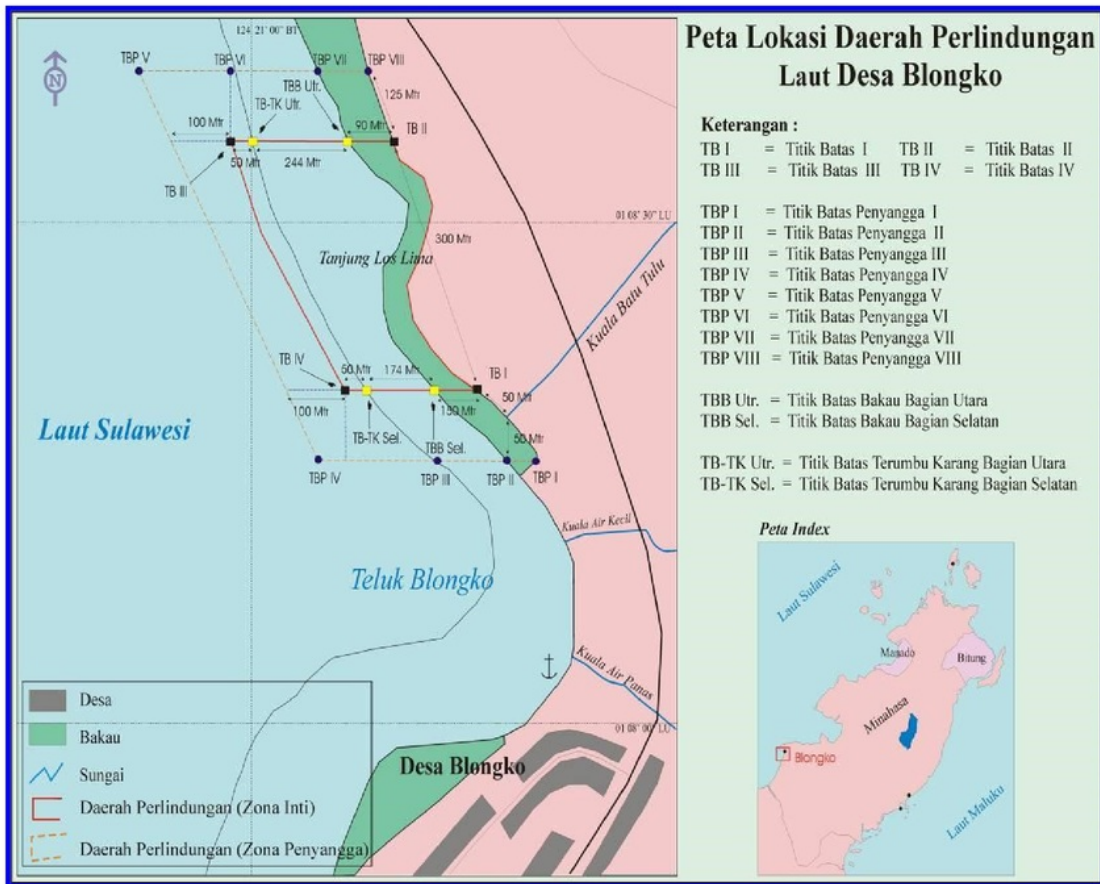 Peta Lokasi Daerah Perlindungan
Laut Desa Blongko
Keterangan :
TB I = Titik Batas I TB II = Titik Batas II
TB III = Titik Batas III TB IV = Titik Batas IV
TBP I = Titik Batas Penyangga I
TBP II = Titik Batas Penyangga II
TBP III = Titik Batas Penyangga III
TBP IV = Titik Batas Penyangga IV
TBP V = Titik Batas Penyangga V
TBP VI = Titik Batas Penyangga VI
TBP VII = Titik Batas Penyangga VII
TBP VIII = Titik Batas Penyangga VIII
TBB Utr. = Titik Batas Bakau Bagian Utara
TBB Sel. = Titik Batas Bakau Bagian Selatan
TB-TK Utr. = Titik Batas Terumbu Karang Bagian Utara
TB-TK Sel. = Titik Batas Terumbu Karang Bagian Selatan
Peta Index
Laut Sulawesi
Manado
Bitung
Minahasa
Blongko
Laut Maluku
N
124 21' 00" BT
TBP V
TBP VI
TBP VII
TBP VIII
TBB Utr.
TB-TK Utr.
125 Mtr
100 Mtr
90 Mtr
TB II
50 Mtr
244 Mtr
TB III
01 08' 30" LU
300 Mtr
Tanjung Los Lima
Kuala Batu Tulu
TB IV
50 Mtr
174 Mtr
TB I
100 Mtr
150 Mtr
50 Mtr
50 Mtr
TB-TK Sel.
TBB Sel.
Laut Sulawesi
TBP IV
TBP III
TBP II
TBP I
Kuala Air Kecil
Teluk Blongko
Kuala Air Panas
01 08' 00" LU
Desa Blongko
Desa
Bakau
Sungai
Daerah Perlindungan (Zona Inti)
Daerah Perlindungan (Zona Penyangga)